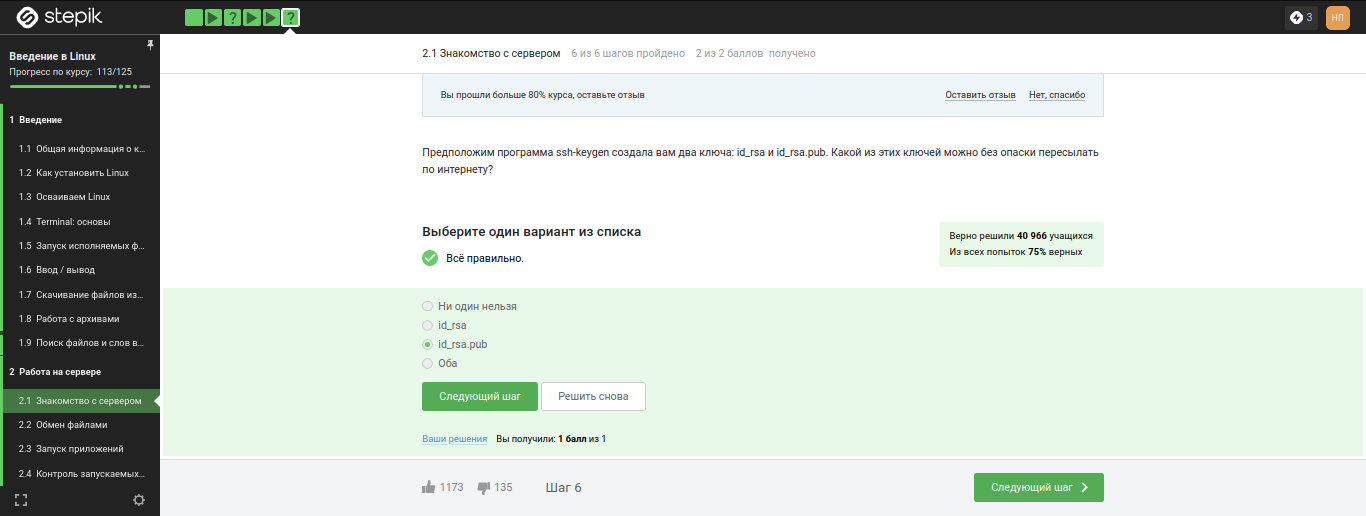 stepik
?
?
3
НП
Введение в Linux
Прогресс по курсу: 113/125
1 Введение
1.1 Общая информация о к...
1.2 Как установить Linux
1.3 Осваиваем Linux
1.4 Terminal: основы
1.5 Запуск исполняемых ф...
1.6 Ввод / вывод
1.7 Скачивание файлов из...
1.8 Работа с архивами
1.9 Поиск файлов и слов в...
2 Работа на сервере
2.1 Знакомство с сервером
2.2 Обмен файлами
2.3 Запуск приложений
2.4 Контроль запускаемых...
2.1 Знакомство с сервером 6 из 6 шагов пройдено 2 из 2 баллов получено
Вы прошли больше 80% курса, оставьте отзыв
Оставить отзыв Нет, спасибо
Предположим программа ssh-keygen создала вам два ключа: id_rsa и id_rsa.pub. Какой из этих ключей можно без опаски пересылать
по интернету?
Выберите один вариант из списка
Всё правильно.
Верно решили 40 966 учащихся
Из всех попыток 75% верных
Ни один нельзя
id_rsa
id_rsa.pub
Оба
Следующий шаг
Решить снова
Ваши решения Вы получили: 1 балл из 1
1173 135 Шаг 6
Следующий шаг